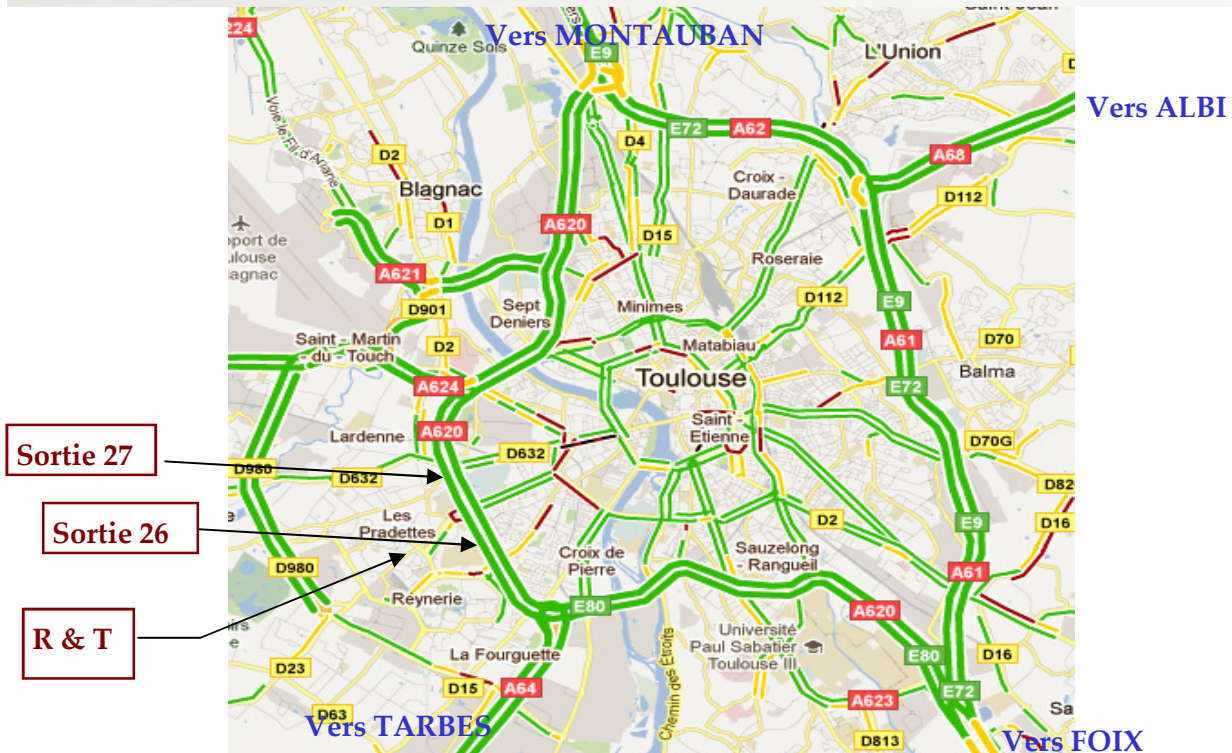 Vers MONTAUBAN
Quinze Sols
E9
L'Union
Vers ALBI
Voie le Fil d'Ariane
D2
D4
E72
A62
A68
Blagnac
Croix -
Daurade
D112
D1
A620
D15
Roseraie
A621
D901
Sept
Deniers
Minimes
D112
E9
Saint - Martin
- du - Touch
D2
Matabiau
A61
D70
Balma
A624
Toulouse
E72
Lardenne
A620
Saint -
Etienne
D70G
Sortie 27
D980
D632
D632
Les
Pradettes
D2
E9
D16
Sortie 26
Croix de
Pierre
Sauzelong
- Rangueil
D980
A61
Reynerie
E80
A620
R & T
Université
Paul Sabatier
Toulouse III
D16
La Fourguette
E80
D23
Chemin des Étroits
E72
D15
A64
A623
D63
Vers TARBES
D813
Vers FOIX